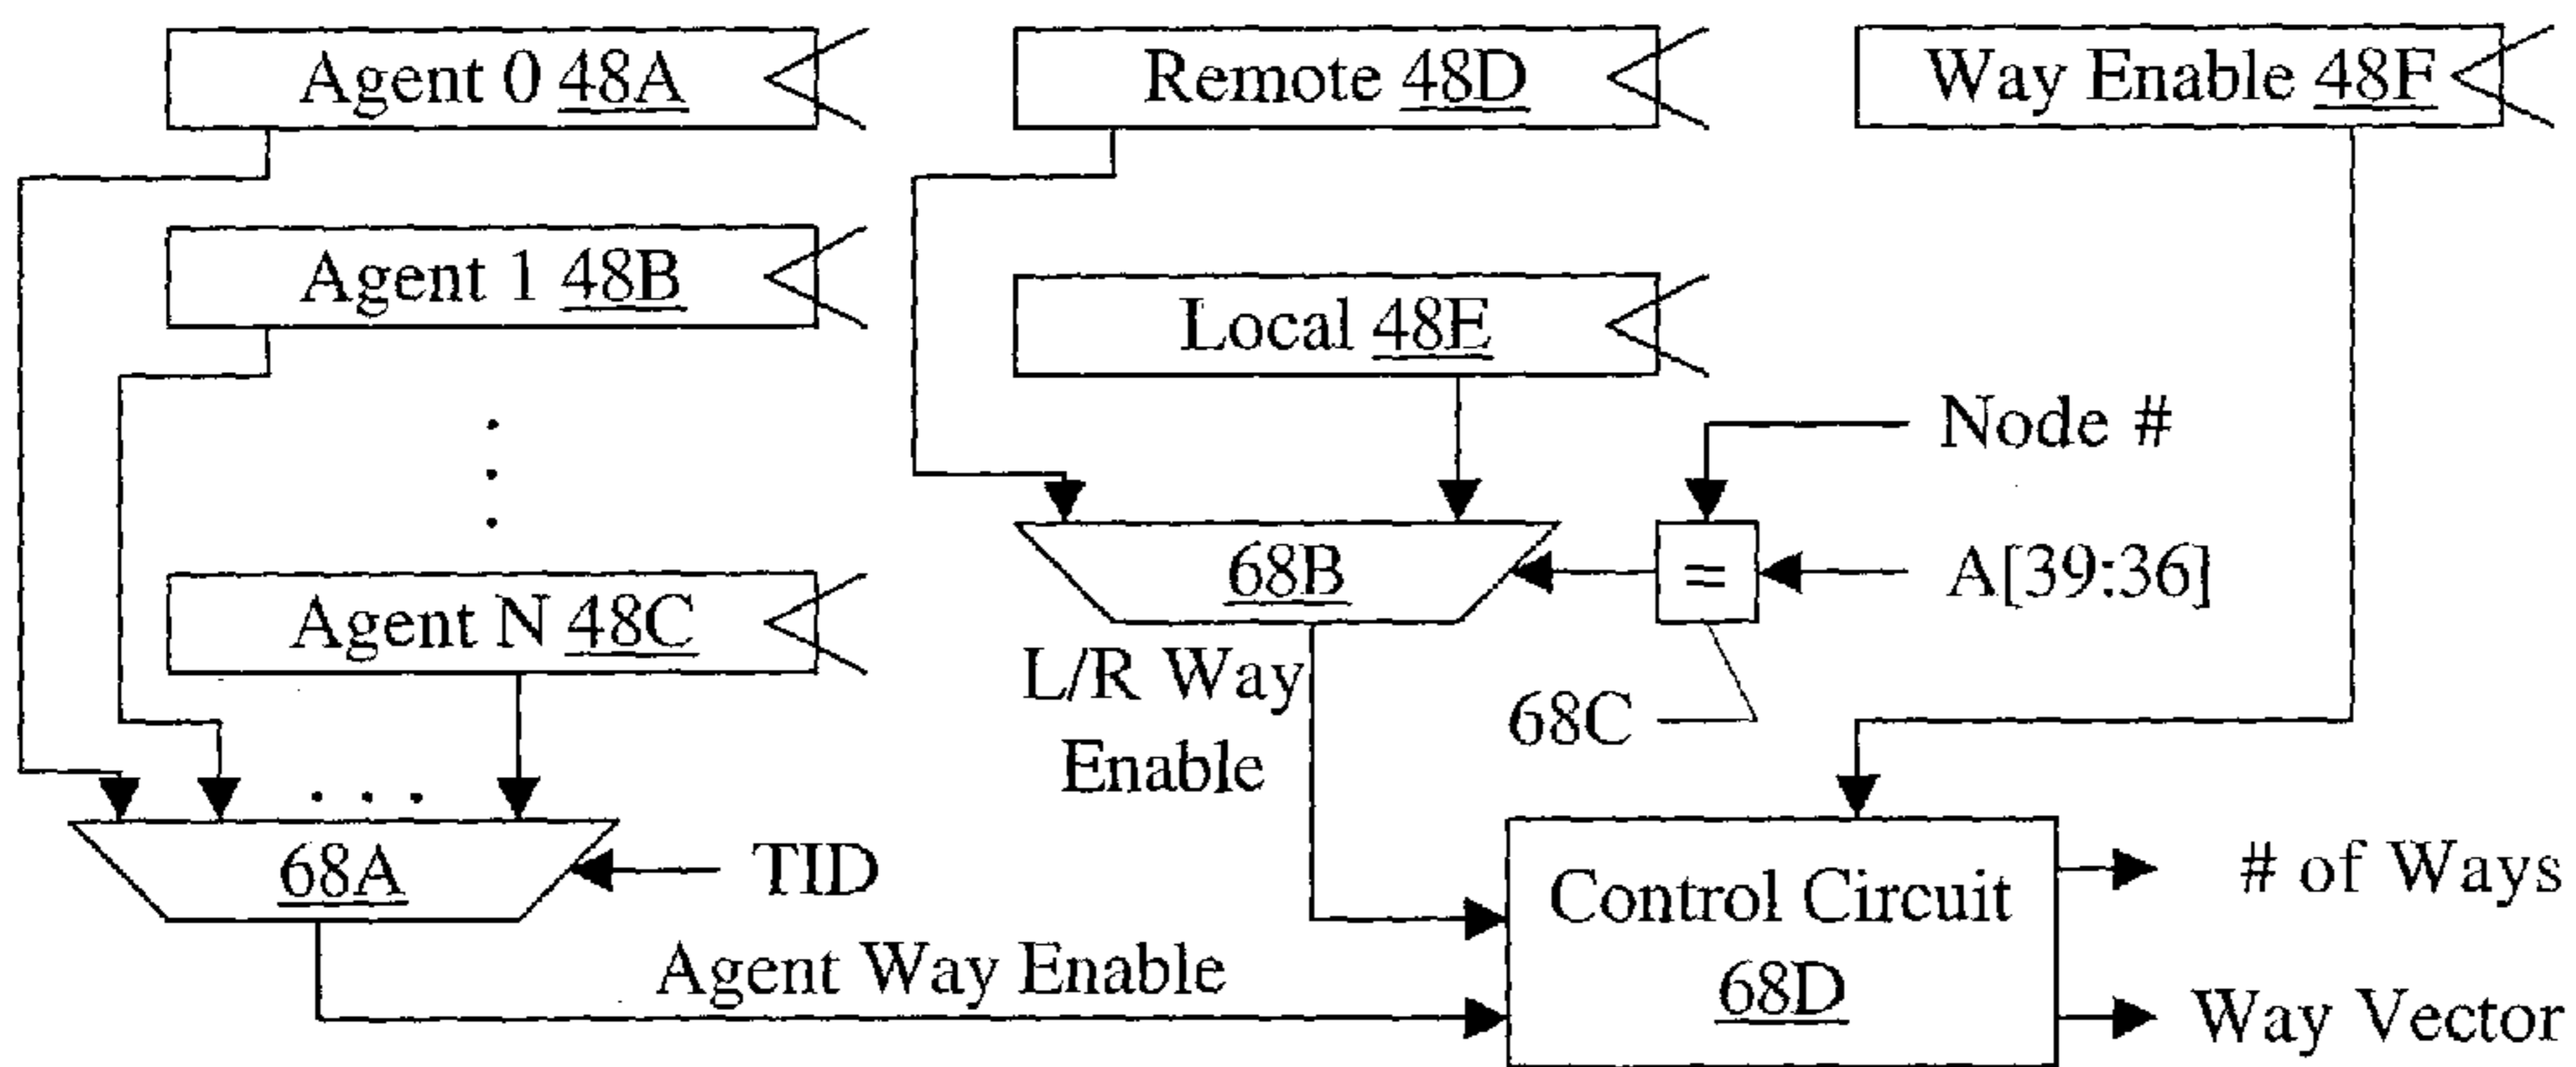 Agent 0 48A
Remote 48D
Way Enable 48F
Agent 1 48B
Local 48E
Node #
A[39:36]
68B
=
Agent N 48C
L/R Way
Enable
68C
68A
TID
Agent Way Enable
Control Circuit
68D
# of Ways
Way Vector